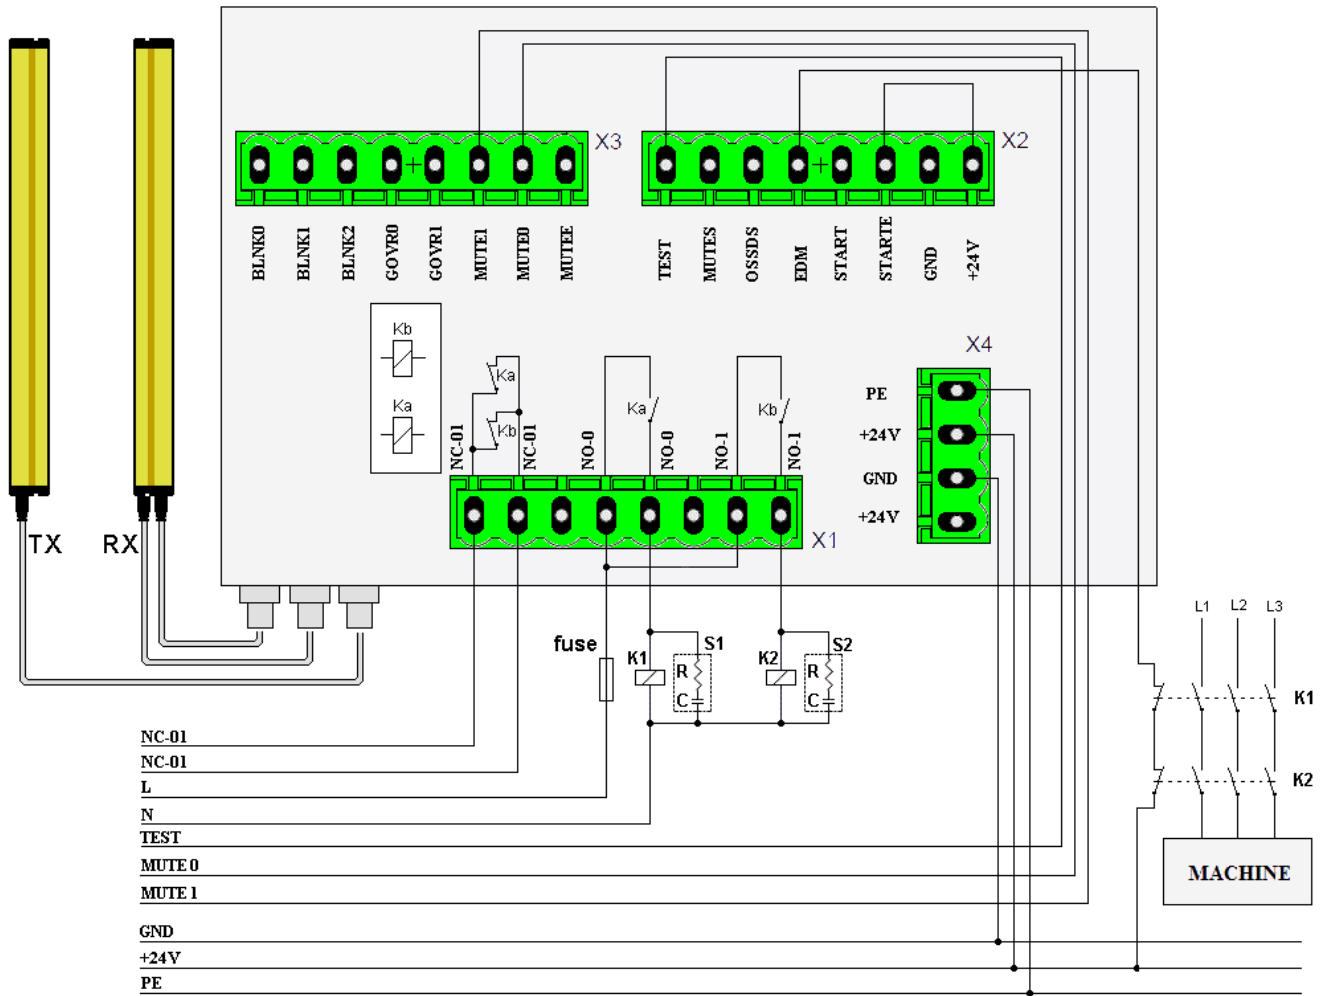 X3
X2
BLNK0
BLNK1
BLNK2
GOVR0
GOVR1
MUTE1
MUTE0
MUTEE
TEST
MUTES
OSSDS
EDM
START
STARTE
GND
+24V
X4
PE
+24V
GND
+24V
Kb
Ka
Ka
Kb
Ka
Kb
NC-01
NC-01
NO-0
NO-0
NO-1
NO-1
X1
TX
RX
fuse
K1
S1
R
C
K2
S2
R
C
L1
L2
L3
K1
K2
MACHINE
NC-01
NC-01
L
N
TEST
MUTE 0
MUTE 1
GND
+24V
PE